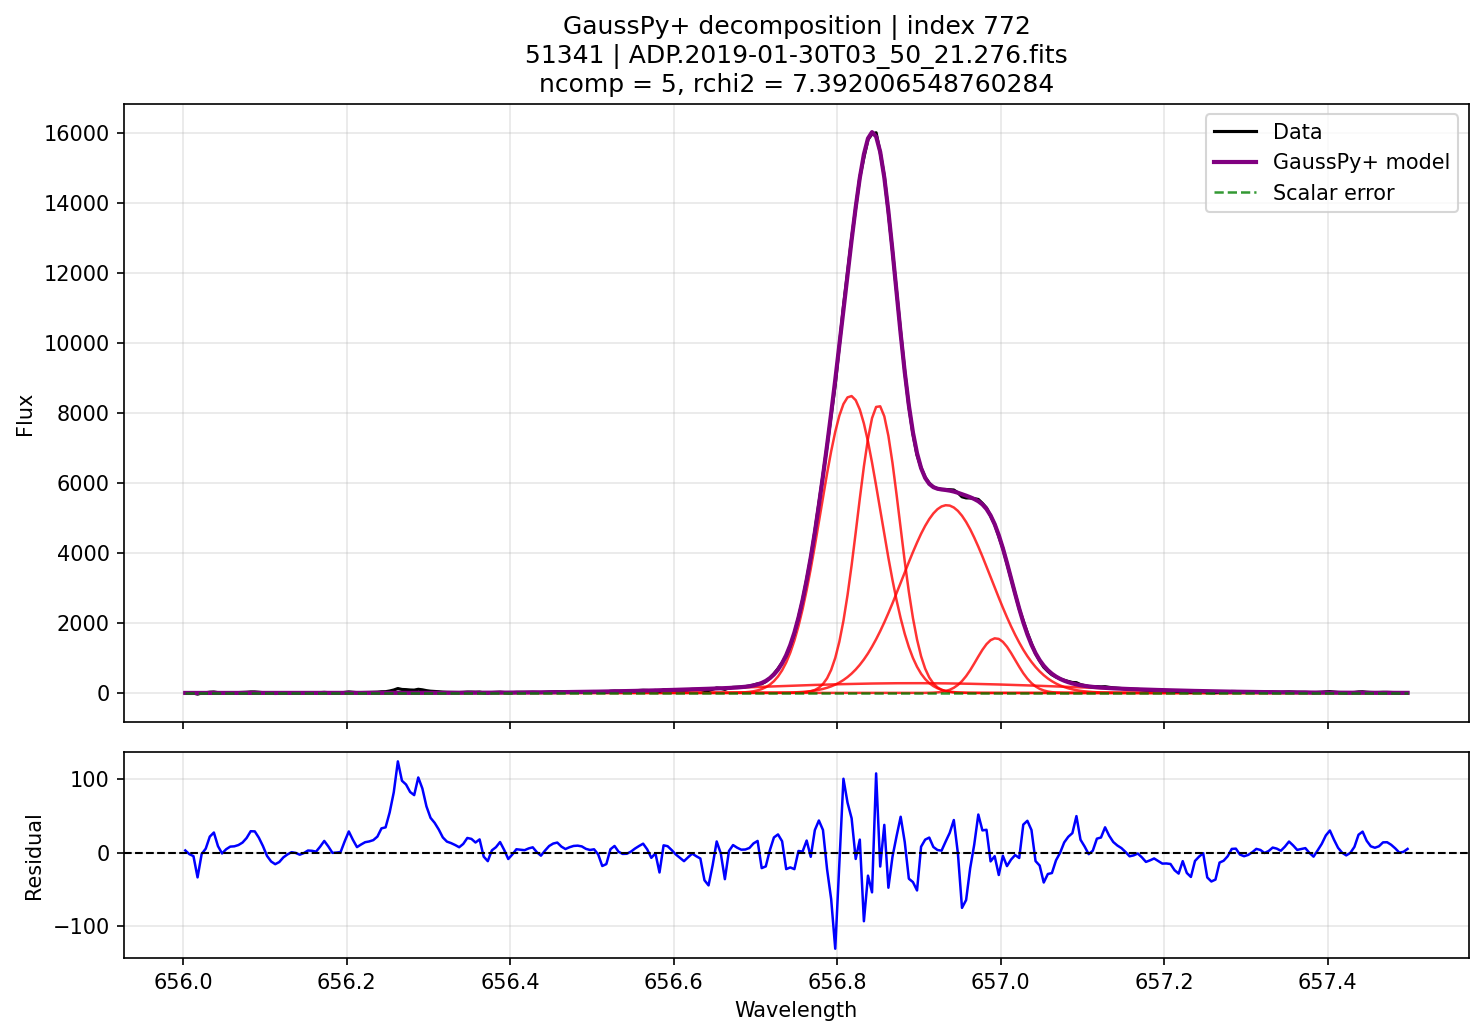 GaussPy+ decomposition | index 772
51341 | ADP.2019-01-30T03_50_21.276.fits
ncomp = 5, rchi2 = 7.392006548760284
Data
GaussPy+ model
Scalar error
Flux
16000
14000
12000
10000
8000
6000
4000
2000
0
Residual
100
0
−100
656.0
656.2
656.4
656.6
656.8
657.0
657.2
657.4
Wavelength